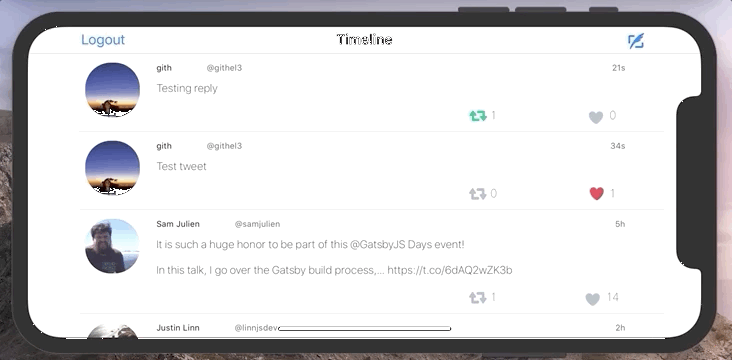 Logout Timeline
gith @githel3 21s
Testing reply
1 0
gith @githel3 34s
Test tweet
0 1
Sam Julien @samjulien 5h
It is such a huge honor to be part of this @GatsbyJS Days event!
In this talk, I go over the Gatsby build process,... https://t.co/6dAQ2wZK3b
1 14
Justin Linn @linnjsdev 2h